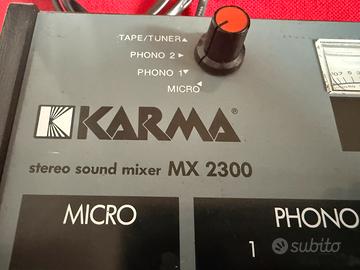 TAPE/TUNER▲
PHONO 2►
PHONO 1▼
MICRO◄
KARMA®
stereo sound mixer MX 2300
MICRO
PHONO
1
subito